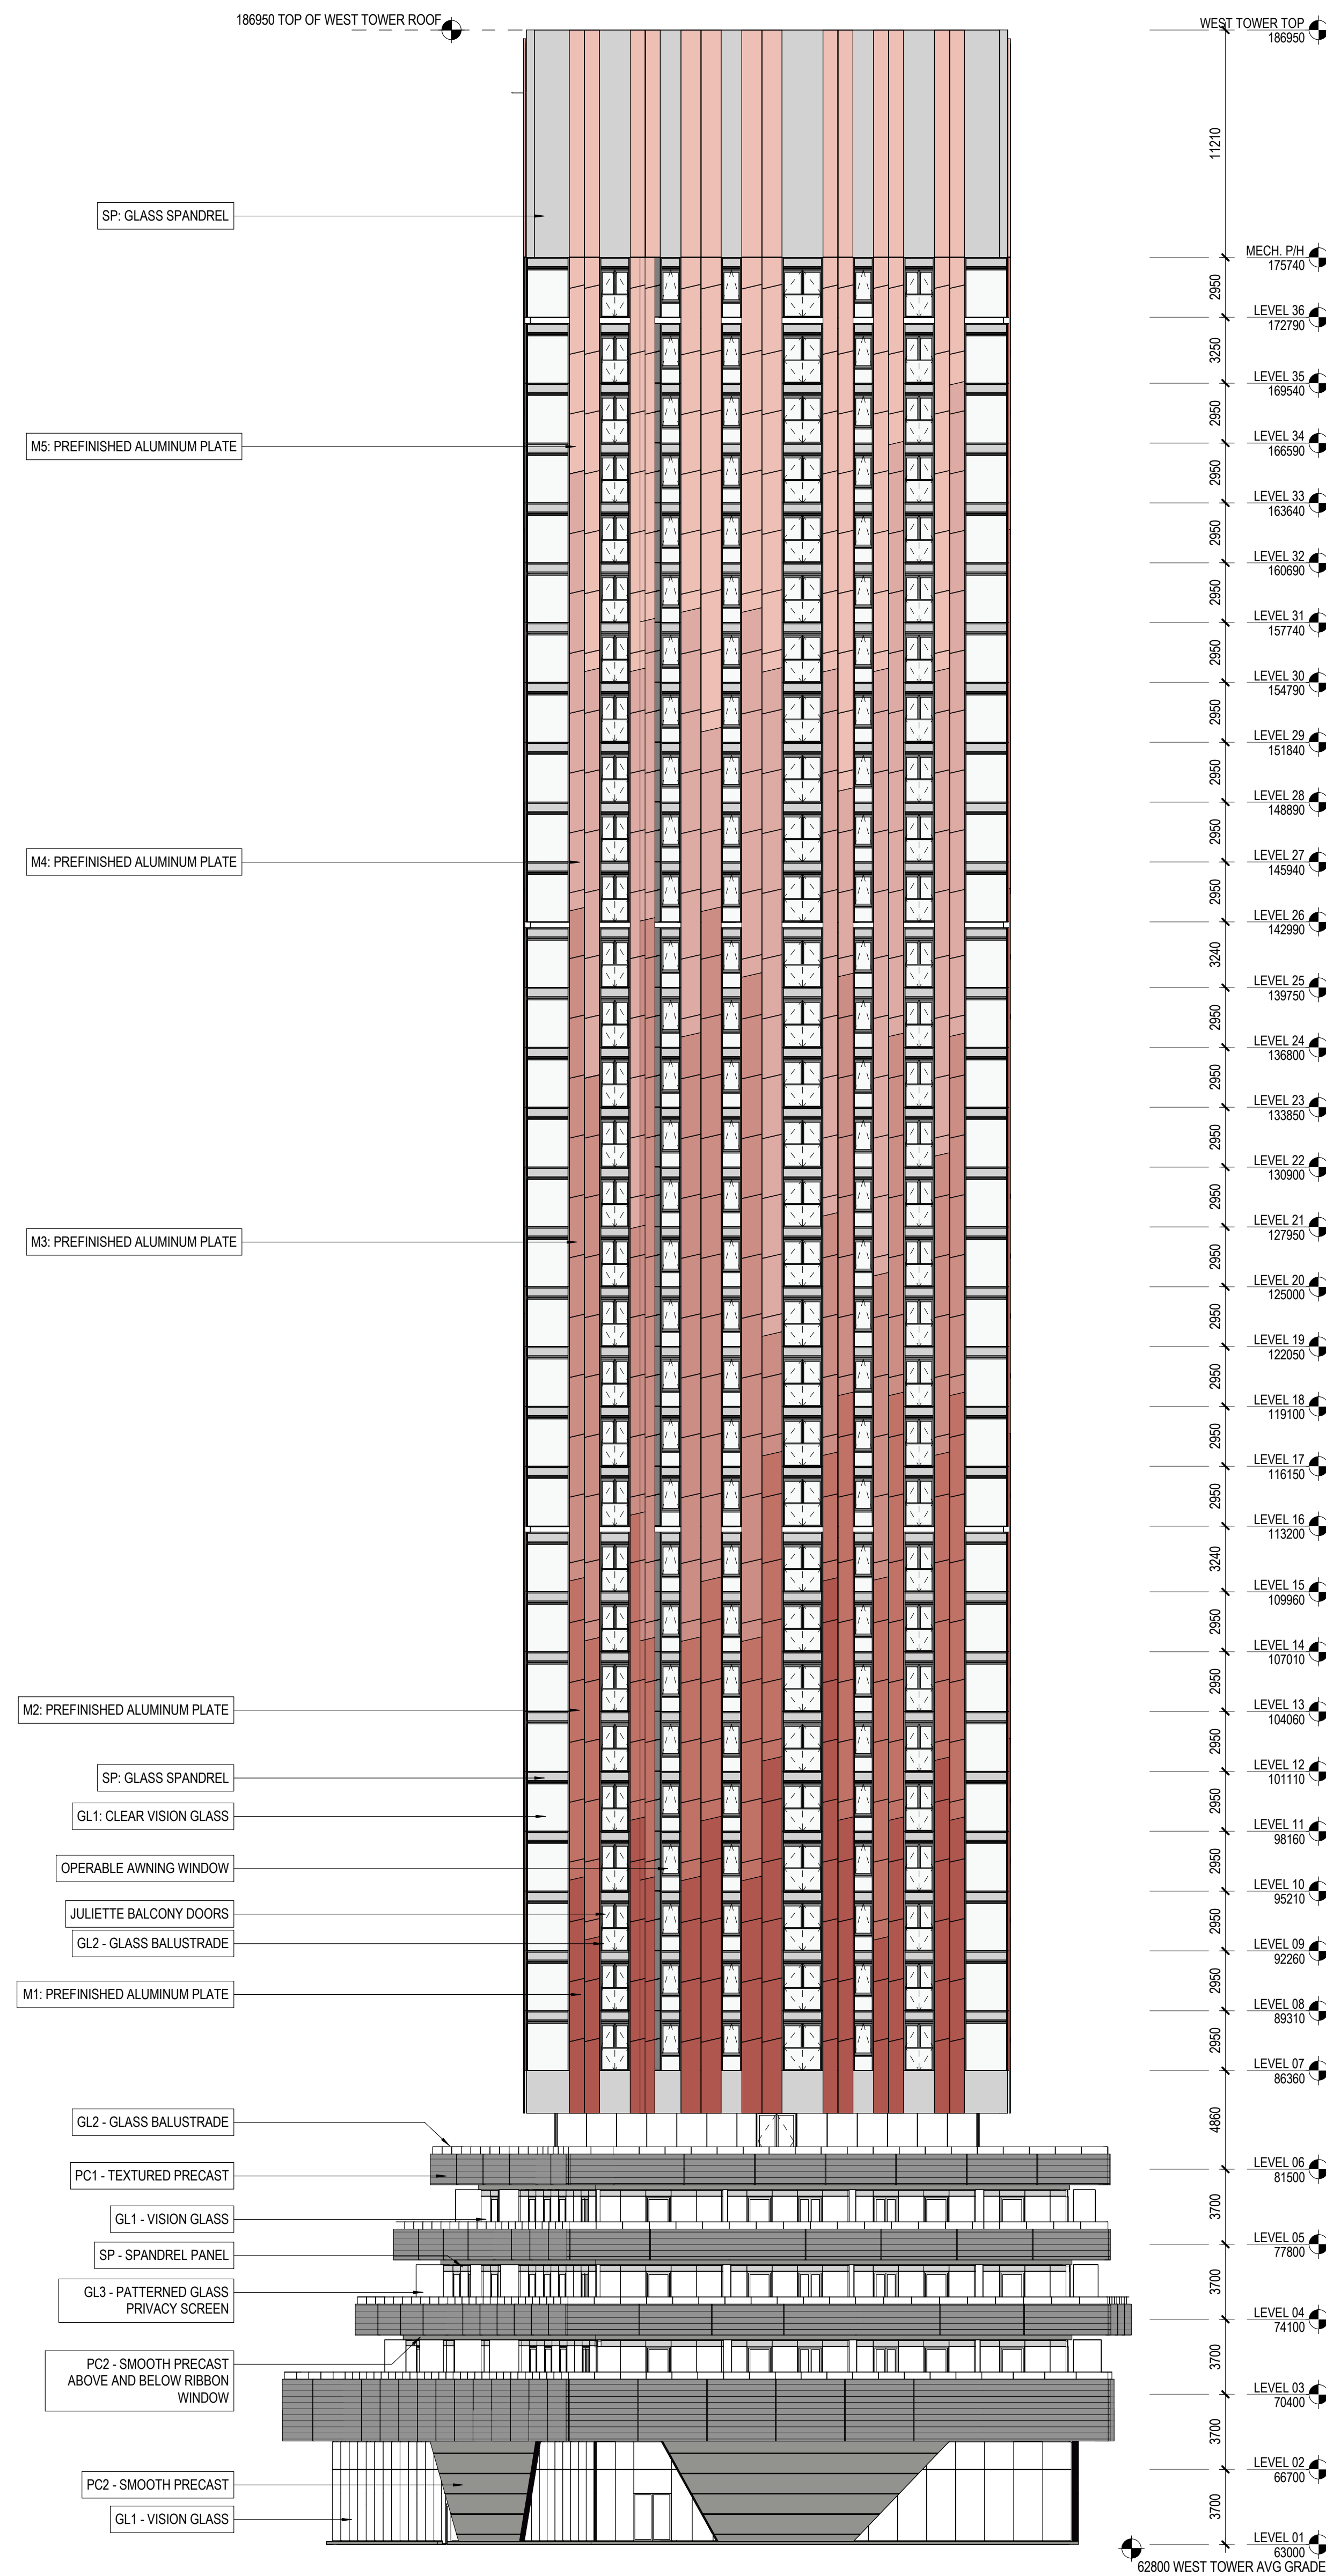 186950 TOP OF WEST TOWER ROOF
WEST TOWER TOP
186950
11210
SP: GLASS SPANDREL
MECH. P/H
175740
2950
LEVEL 36
172790
3250
LEVEL 35
169540
2950
M5: PREFINISHED ALUMINUM PLATE
LEVEL 34
166590
2950
LEVEL 33
163640
2950
LEVEL 32
160690
2950
LEVEL 31
157740
2950
LEVEL 30
154790
2950
LEVEL 29
151840
2950
LEVEL 28
148890
2950
M4: PREFINISHED ALUMINUM PLATE
LEVEL 27
145940
2950
LEVEL 26
142990
3240
LEVEL 25
139750
2950
LEVEL 24
136800
2950
LEVEL 23
133850
2950
LEVEL 22
130900
2950
LEVEL 21
127950
M3: PREFINISHED ALUMINUM PLATE
2950
LEVEL 20
125000
2950
LEVEL 19
122050
2950
LEVEL 18
119100
2950
LEVEL 17
116150
2950
LEVEL 16
113200
3240
LEVEL 15
109960
2950
LEVEL 14
107010
2950
M2: PREFINISHED ALUMINUM PLATE
LEVEL 13
104060
2950
LEVEL 12
101110
SP: GLASS SPANDREL
2950
GL1: CLEAR VISION GLASS
LEVEL 11
98160
2950
OPERABLE AWNING WINDOW
LEVEL 10
95210
JULIETTE BALCONY DOORS
2950
GL2 - GLASS BALUSTRADE
LEVEL 09
92260
2950
M1: PREFINISHED ALUMINUM PLATE
LEVEL 08
89310
2950
LEVEL 07
86360
4860
GL2 - GLASS BALUSTRADE
LEVEL 06
81500
PC1 - TEXTURED PRECAST
3700
GL1 - VISION GLASS
LEVEL 05
77800
SP - SPANDREL PANEL
3700
GL3 - PATTERNED GLASS
PRIVACY SCREEN
LEVEL 04
74100
3700
PC2 - SMOOTH PRECAST
ABOVE AND BELOW RIBBON
WINDOW
LEVEL 03
70400
3700
LEVEL 02
66700
PC2 - SMOOTH PRECAST
3700
GL1 - VISION GLASS
LEVEL 01
63000
62800 WEST TOWER AVG GRADE